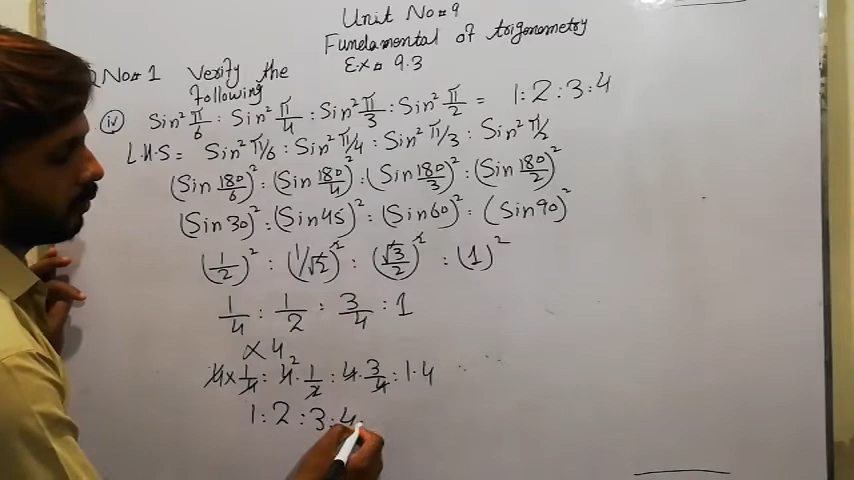 Unit No# 9
Fundamental of trigonometry
Ex# 9.3
Q No# 1 Verify the following
(iv) Sin² π/6 : Sin² π/4 : Sin² π/3 : Sin² π/2 = 1:2:3:4
L.H.S = Sin² π/6 : Sin² π/4 : Sin² π/3 : Sin² π/2
(Sin 180/6)² : (Sin 180/4)² : (Sin 180/3)² : (Sin 180/2)²
(Sin 30)² : (Sin 45)² : (Sin 60)² : (Sin 90)²
(1/2)² : (1/√2)² : (√3/2)² : (1)²
1/4 : 1/2 : 3/4 : 1
× 4
4 × 1/4 : 4² · 1/2 : 4 · 3/4 : 1 · 4
1 : 2 : 3 : 4